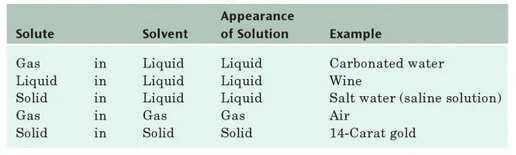 Appearance
Solute Solvent of Solution Example
Gas in Liquid Liquid Carbonated water
Liquid in Liquid Liquid Wine
Solid in Liquid Liquid Salt water (saline solution)
Gas in Gas Gas Air
Solid in Solid Solid 14-Carat gold